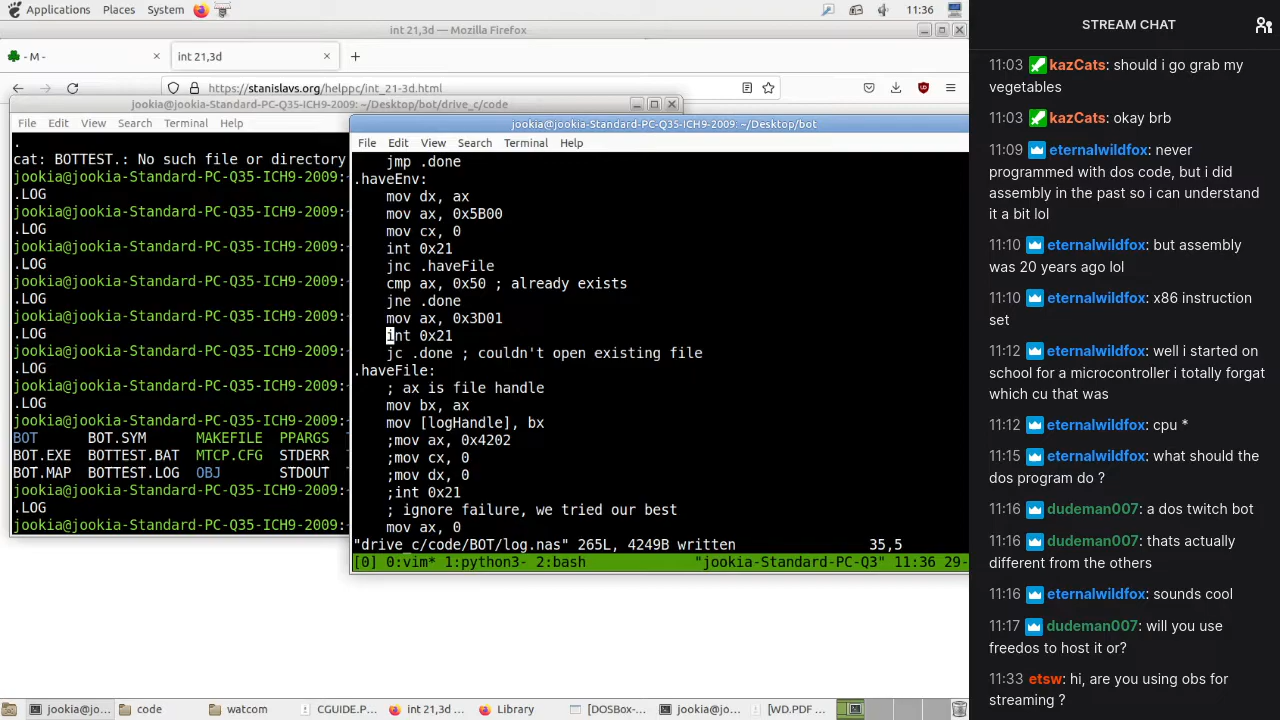 Applications Places System 11:36
int 21,3d — Mozilla Firefox
- M -
int 21,3d
https://stanislavs.org/helppc/int_21-3d.html
jookia@jookia-Standard-PC-Q35-ICH9-2009: ~/Desktop/bot/drive_c/code
File Edit View Search Terminal Help
.
cat: BOTTEST.: No such file or directory
jookia@jookia-Standard-PC-Q35-ICH9-2009:
.LOG
jookia@jookia-Standard-PC-Q35-ICH9-2009:
.LOG
jookia@jookia-Standard-PC-Q35-ICH9-2009:
.LOG
jookia@jookia-Standard-PC-Q35-ICH9-2009:
.LOG
jookia@jookia-Standard-PC-Q35-ICH9-2009:
.LOG
jookia@jookia-Standard-PC-Q35-ICH9-2009:
.LOG
jookia@jookia-Standard-PC-Q35-ICH9-2009:
.LOG
jookia@jookia-Standard-PC-Q35-ICH9-2009:
BOT BOT.SYM MAKEFILE PPARGS
BOT.EXE BOTTEST.BAT MTCP.CFG STDERR
BOT.MAP BOTTEST.LOG OBJ STDOUT
jookia@jookia-Standard-PC-Q35-ICH9-2009:
.LOG
jookia@jookia-Standard-PC-Q35-ICH9-2009:
jookia@jookia-Standard-PC-Q35-ICH9-2009: ~/Desktop/bot
File Edit View Search Terminal Help
jmp .done
.haveEnv:
mov dx, ax
mov ax, 0x5B00
mov cx, 0
int 0x21
jnc .haveFile
cmp ax, 0x50 ; already exists
jne .done
mov ax, 0x3D01
int 0x21
jc .done ; couldn't open existing file
.haveFile:
; ax is file handle
mov bx, ax
mov [logHandle], bx
;mov ax, 0x4202
;mov cx, 0
;mov dx, 0
;int 0x21
; ignore failure, we tried our best
mov ax, 0
"drive_c/code/BOT/log.nas" 265L, 4249B written 35,5
[0] 0:vim* 1:python3- 2:bash "jookia-Standard-PC-Q3" 11:36 29-
jookia@jo... code watcom CGUIDE.P... int 21,3d ... Library [DOSBox-... jookia@jo... [WD.PDF ...
STREAM CHAT
11:03 kazCats: should i go grab my
vegetables
11:03 kazCats: okay brb
11:09 eternalwildfox: never
programmed with dos code, but i did
assembly in the past so i can understand
it a bit lol
11:10 eternalwildfox: but assembly
was 20 years ago lol
11:10 eternalwildfox: x86 instruction
set
11:12 eternalwildfox: well i started on
school for a microcontroller i totally forgat
which cu that was
11:12 eternalwildfox: cpu *
11:15 eternalwildfox: what should the
dos program do ?
11:16 dudeman007: a dos twitch bot
11:16 dudeman007: thats actually
different from the others
11:16 eternalwildfox: sounds cool
11:17 dudeman007: will you use
freedos to host it or?
11:33 etsw: hi, are you using obs for
streaming ?